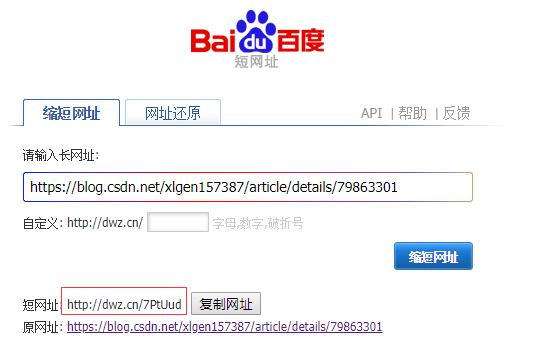 Bai du 百度
短网址
缩短网址 网址还原 API | 帮助 | 反馈
请输入长网址:
https://blog.csdn.net/xlgen157387/article/details/79863301
自定义: http://dwz.cn/ 字母,数字,破折号
缩短网址
短网址: http://dwz.cn/7PtUud 复制网址
原网址: https://blog.csdn.net/xlgen157387/article/details/79863301